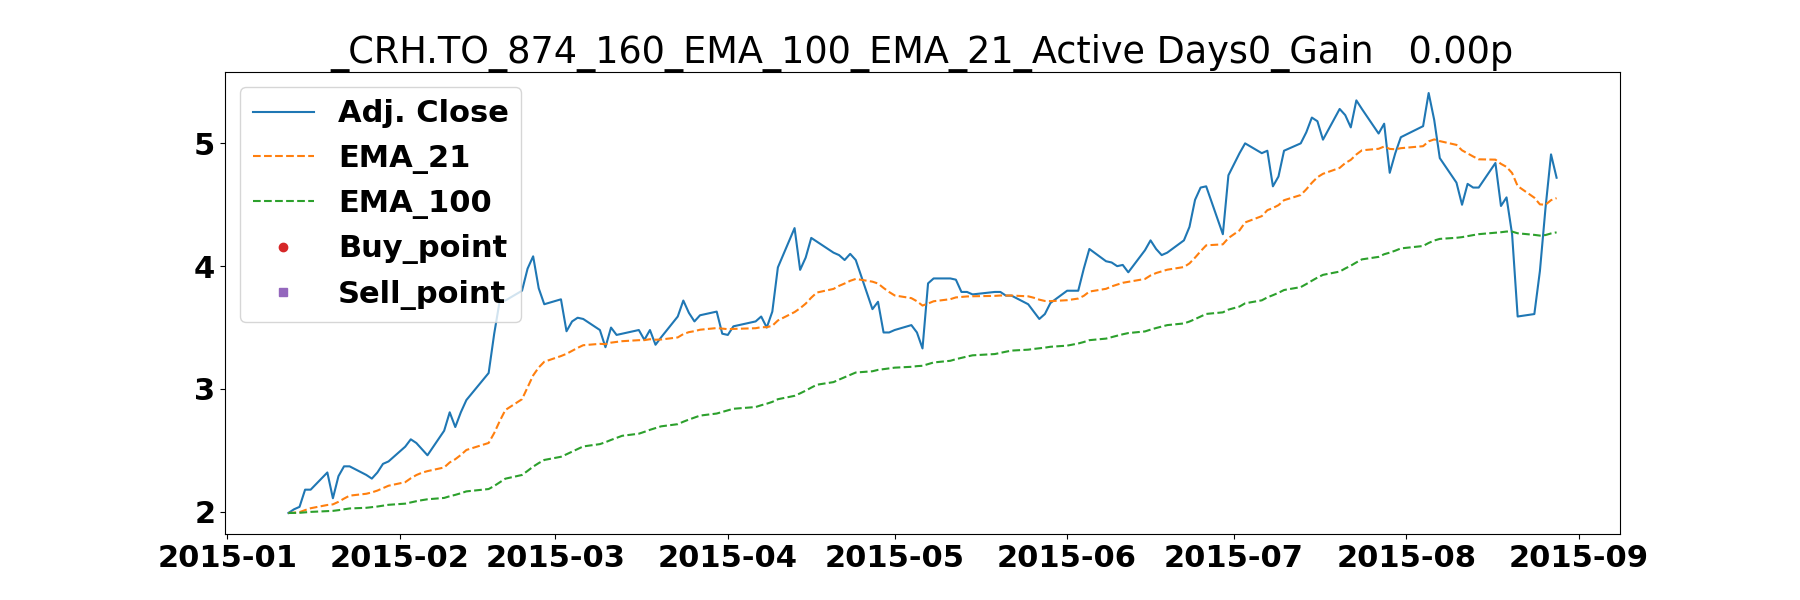 _CRH.TO_874_160_EMA_100_EMA_21_Active Days0_Gain   0.00p
Adj. Close
EMA_21
EMA_100
Buy_point
Sell_point
5
4
3
2
2015-01 2015-02 2015-03 2015-04 2015-05 2015-06 2015-07 2015-08 2015-09